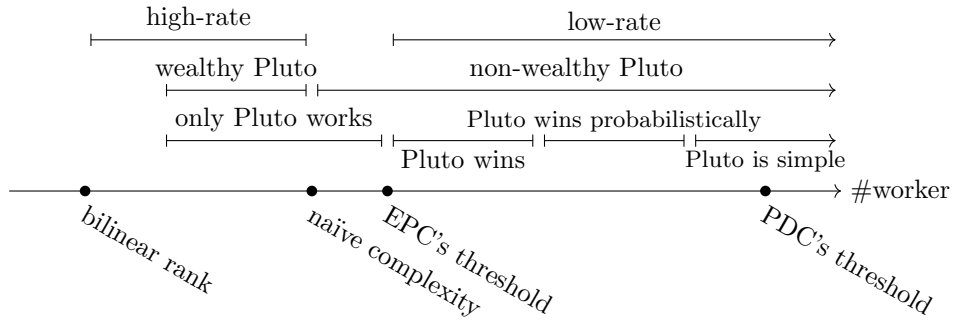 high-rate
low-rate
wealthy Pluto
non-wealthy Pluto
only Pluto works
Pluto wins probabilistically
Pluto wins
Pluto is simple
#worker
bilinear rank
naïve complexity
EPC's threshold
PDC's threshold